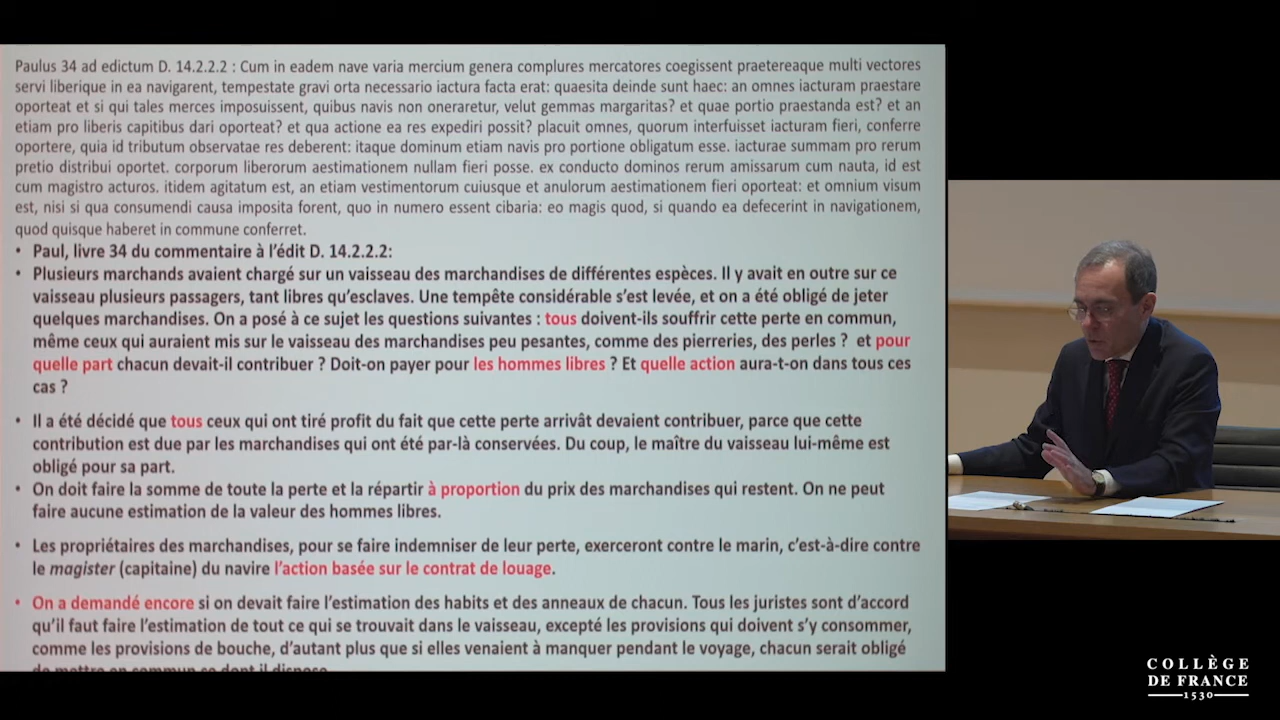 Paulus 34 ad edictum D. 14.2.2.2 : Cum in eadem nave varia mercium genera complures mercatores coegissent praetereaque multi vectores
servi liberique in ea navigarent, tempestate gravi orta necessario iactura facta erat: quaesita deinde sunt haec: an omnes iacturam praestare
oporteat et si qui tales merces imposuissent, quibus navis non oneraretur, velut gemmas margaritas? et quae portio praestanda est? et an
etiam pro liberis capitibus dari oporteat? et qua actione ea res expediri possit? placuit omnes, quorum interfuisset iacturam fieri, conferre
oportere, quia id tributum observatae res deberent: itaque dominum etiam navis pro portione obligatum esse. iacturae summam pro rerum
pretio distribui oportet. corporum liberorum aestimationem nullam fieri posse. ex conducto dominos rerum amissarum cum nauta, id est
cum magistro acturos. itidem agitatum est, an etiam vestimentorum cuiusque et anulorum aestimationem fieri oporteat: et omnium visum
est, nisi si qua consumendi causa imposita forent, quo in numero essent cibaria: eo magis quod, si quando ea defecerint in navigationem,
quod quisque haberet in commune conferret.
• Paul, livre 34 du commentaire à l'édit D. 14.2.2.2:
• Plusieurs marchands avaient chargé sur un vaisseau des marchandises de différentes espèces. Il y avait en outre sur ce
vaisseau plusieurs passagers, tant libres qu'esclaves. Une tempête considérable s'est levée, et on a été obligé de jeter
quelques marchandises. On a posé à ce sujet les questions suivantes : tous doivent-ils souffrir cette perte en commun,
même ceux qui auraient mis sur le vaisseau des marchandises peu pesantes, comme des pierreries, des perles ? et pour
quelle part chacun devait-il contribuer ? Doit-on payer pour les hommes libres ? Et quelle action aura-t-on dans tous ces
cas ?
• Il a été décidé que tous ceux qui ont tiré profit du fait que cette perte arrivât devaient contribuer, parce que cette
contribution est due par les marchandises qui ont été par-là conservées. Du coup, le maître du vaisseau lui-même est
obligé pour sa part.
• On doit faire la somme de toute la perte et la répartir à proportion du prix des marchandises qui restent. On ne peut
faire aucune estimation de la valeur des hommes libres.
• Les propriétaires des marchandises, pour se faire indemniser de leur perte, exerceront contre le marin, c'est-à-dire contre
le magister (capitaine) du navire l'action basée sur le contrat de louage.
• On a demandé encore si on devait faire l'estimation des habits et des anneaux de chacun. Tous les juristes sont d'accord
qu'il faut faire l'estimation de tout ce qui se trouvait dans le vaisseau, excepté les provisions qui doivent s'y consommer,
comme les provisions de bouche, d'autant plus que si elles venaient à manquer pendant le voyage, chacun serait obligé
de mettre en commun ce dont il dispose
COLLÈGE
DE FRANCE
1530